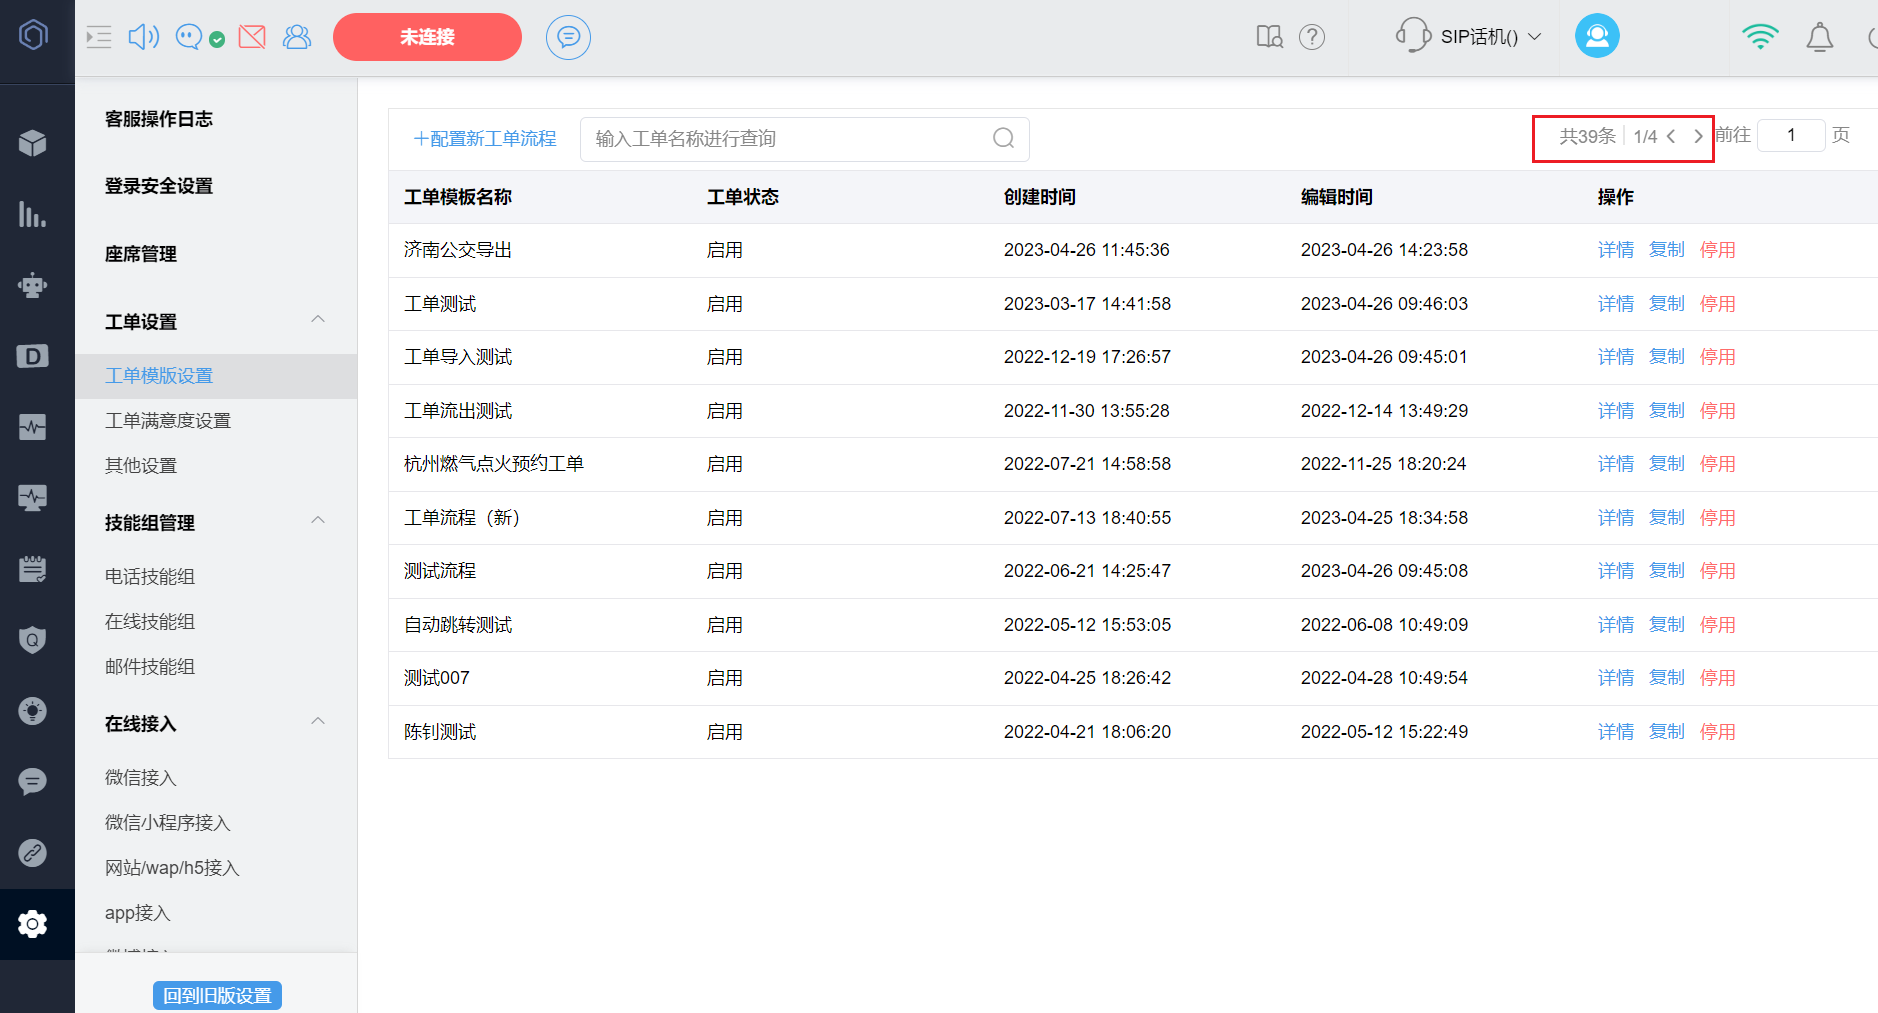 未连接
SIP话机()
客服操作日志
登录安全设置
座席管理
工单设置
工单模版设置
工单满意度设置
其他设置
技能组管理
电话技能组
在线技能组
邮件技能组
在线接入
微信接入
微信小程序接入
网站/wap/h5接入
app接入
回到旧版设置
+配置新工单流程 输入工单名称进行查询 共39条 1/4 前往 1 页
工单模板名称 工单状态 创建时间 编辑时间 操作
济南公交导出 启用 2023-04-26 11:45:36 2023-04-26 14:23:58 详情 复制 停用
工单测试 启用 2023-03-17 14:41:58 2023-04-26 09:46:03 详情 复制 停用
工单导入测试 启用 2022-12-19 17:26:57 2023-04-26 09:45:01 详情 复制 停用
工单流出测试 启用 2022-11-30 13:55:28 2022-12-14 13:49:29 详情 复制 停用
杭州燃气点火预约工单 启用 2022-07-21 14:58:58 2022-11-25 18:20:24 详情 复制 停用
工单流程（新） 启用 2022-07-13 18:40:55 2023-04-25 18:34:58 详情 复制 停用
测试流程 启用 2022-06-21 14:25:47 2023-04-26 09:45:08 详情 复制 停用
自动跳转测试 启用 2022-05-12 15:53:05 2022-06-08 10:49:09 详情 复制 停用
测试007 启用 2022-04-25 18:26:42 2022-04-28 10:49:54 详情 复制 停用
陈钊测试 启用 2022-04-21 18:06:20 2022-05-12 15:22:49 详情 复制 停用